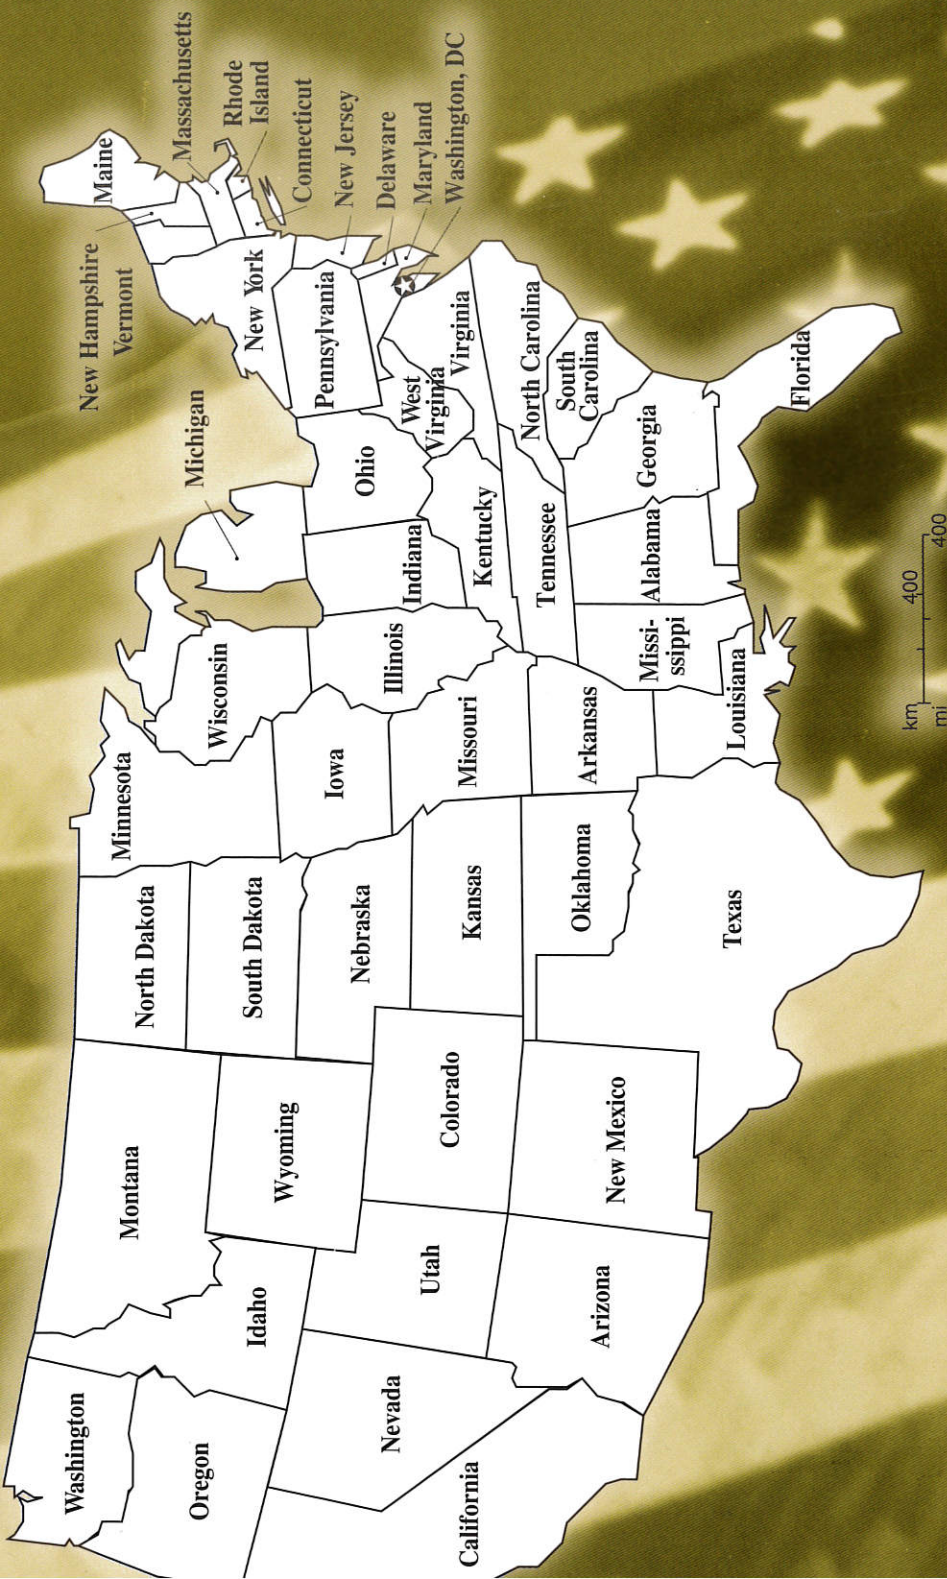 Washington
Oregon
California
Nevada
Idaho
Montana
Wyoming
Utah
Arizona
Colorado
New Mexico
North Dakota
South Dakota
Nebraska
Kansas
Oklahoma
Texas
Minnesota
Iowa
Missouri
Arkansas
Louisiana
Wisconsin
Illinois
Missi-
ssippi
Michigan
Indiana
Kentucky
Tennessee
Alabama
Ohio
West
Virginia
Virginia
North Carolina
South
Carolina
Georgia
Florida
Pennsylvania
New York
New Hampshire
Vermont
Maine
Massachusetts
Rhode
Island
Connecticut
New Jersey
Delaware
Maryland
Washington, DC
km 400
mi 400